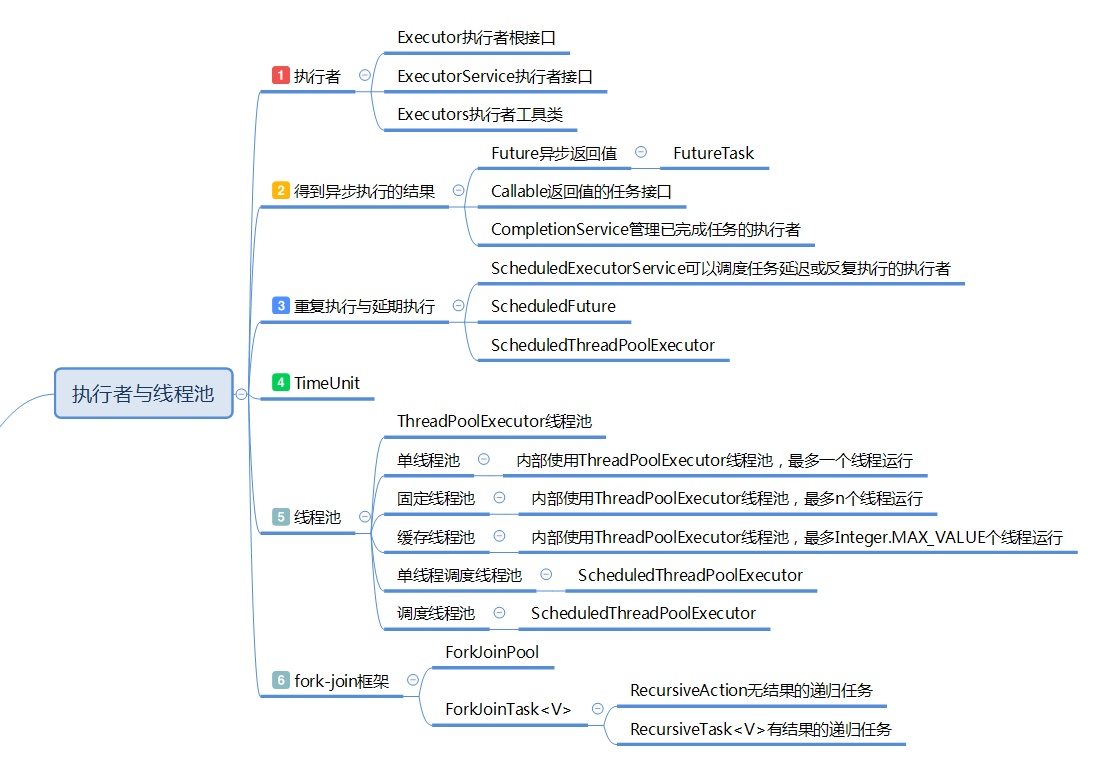 执行者与线程池
1 执行者
Executor执行者根接口
ExecutorService执行者接口
Executors执行者工具类
2 得到异步执行的结果
Future异步返回值
FutureTask
Callable返回值的任务接口
CompletionService管理已完成任务的执行者
3 重复执行与延期执行
ScheduledExecutorService可以调度任务延迟或反复执行的执行者
ScheduledFuture
ScheduledThreadPoolExecutor
4 TimeUnit
5 线程池
ThreadPoolExecutor线程池
单线程池
内部使用ThreadPoolExecutor线程池，最多一个线程运行
固定线程池
内部使用ThreadPoolExecutor线程池，最多n个线程运行
缓存线程池
内部使用ThreadPoolExecutor线程池，最多Integer.MAX_VALUE个线程运行
单线程调度线程池
ScheduledThreadPoolExecutor
调度线程池
ScheduledThreadPoolExecutor
6 fork-join框架
ForkJoinPool
ForkJoinTask<V>
RecursiveAction无结果的递归任务
RecursiveTask<V>有结果的递归任务